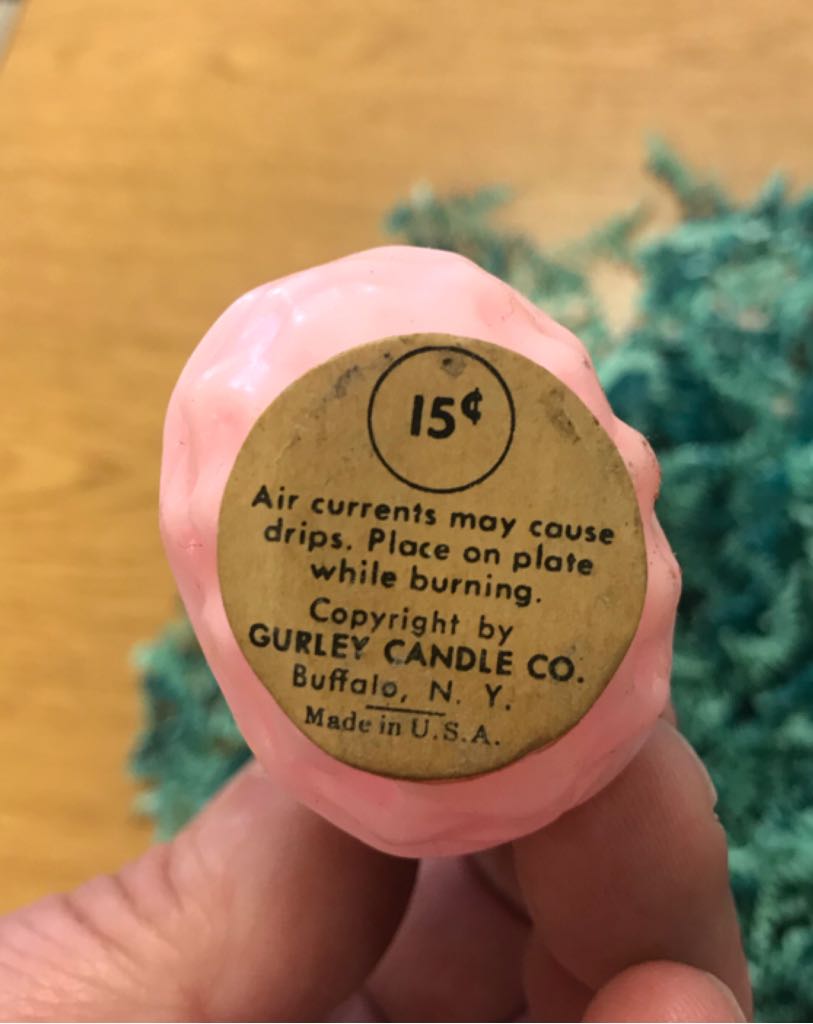 15¢
Air currents may cause
drips. Place on plate
while burning.
Copyright by
GURLEY CANDLE CO.
Buffalo, N. Y.
Made in U.S.A.